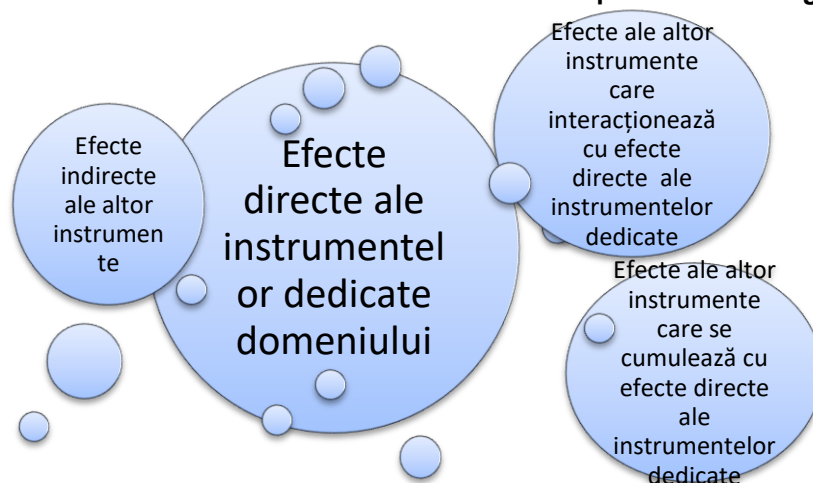 Efecte
indirecte
ale altor
instrumen
te
Efecte
directe ale
instrumentel
or dedicate
domeniului
Efecte ale altor
instrumente
care
interacționează
cu efecte
directe ale
instrumentelor
dedicate
Efecte ale altor
instrumente
care se
cumulează cu
efecte directe
ale
instrumentelor
dedicate